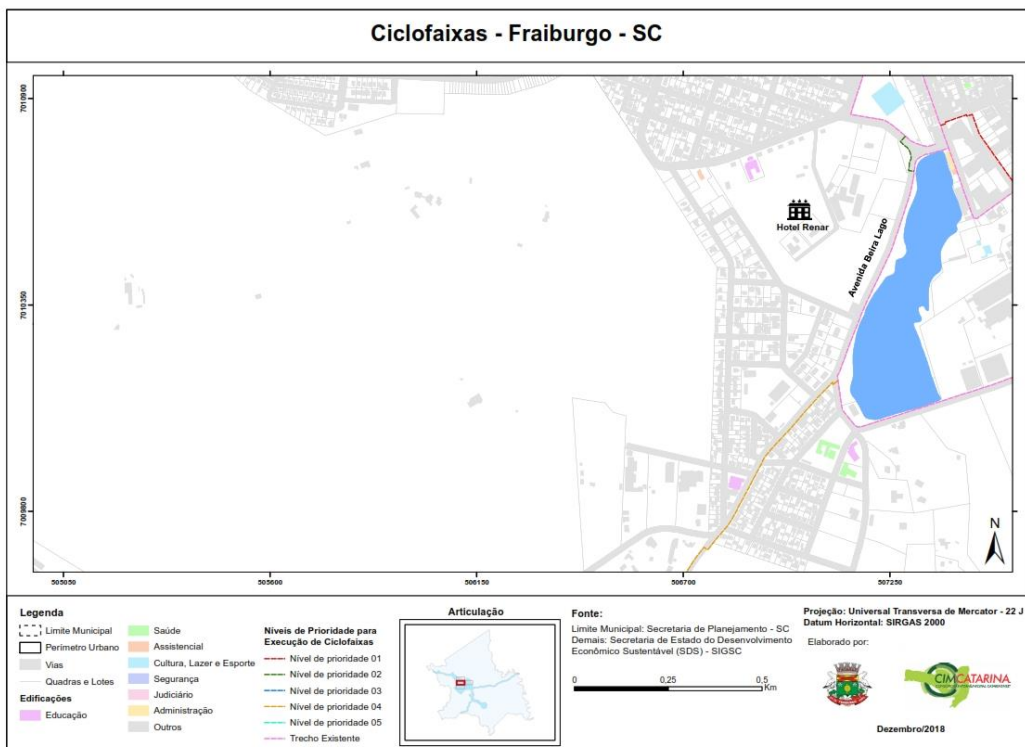 Ciclofaixas - Fraiburgo - SC
7010900
7010350
7009800
Hotel Renar
Avenida Beira Lago
N
505050
505600
506150
506700
507250
Legenda
Limite Municipal
Perímetro Urbano
Vias
Quadras e Lotes
Edificações
Educação
Saúde
Assistencial
Cultura, Lazer e Esporte
Segurança
Judiciário
Administração
Outros
Níveis de Prioridade para
Execução de Ciclofaixas
Nível de prioridade 01
Nível de prioridade 02
Nível de prioridade 03
Nível de prioridade 04
Nível de prioridade 05
Trecho Existente
Articulação
Fonte:
Limite Municipal: Secretaria de Planejamento - SC
Demais: Secretaria de Estado do Desenvolvimento
Econômico Sustentável (SDS) - SIGSC
0 0,25 0,5
Km
Projeção: Universal Transversa de Mercator - 22 J
Datum Horizontal: SIRGAS 2000
Elaborado por:
CIMCATARINA
Dezembro/2018